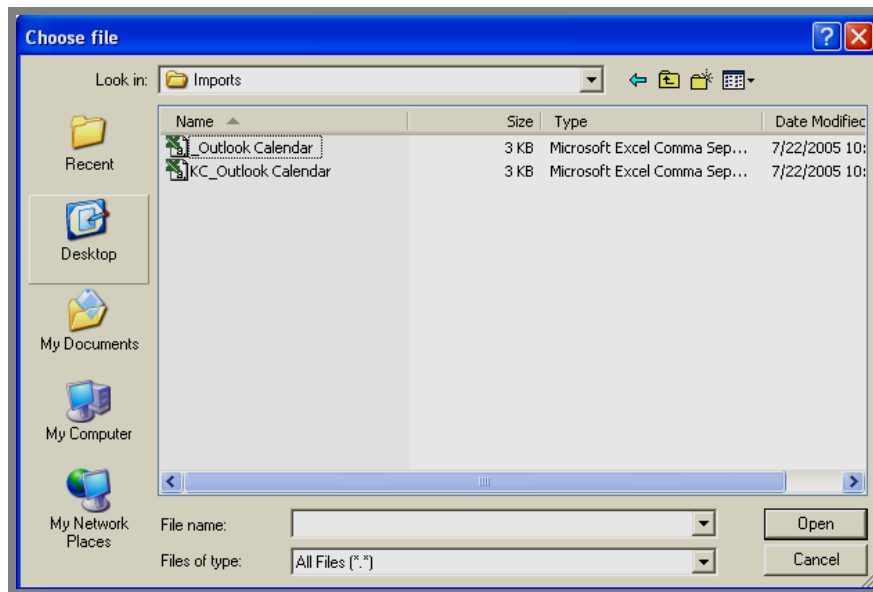 Choose file
Look in: Imports
Name Size Type Date Modified
_Outlook Calendar 3 KB Microsoft Excel Comma Sep... 7/22/2005 10:
KC_Outlook Calendar 3 KB Microsoft Excel Comma Sep... 7/22/2005 10:
Recent
Desktop
My Documents
My Computer
My Network
Places
File name: Open
Files of type: All Files (*.*) Cancel